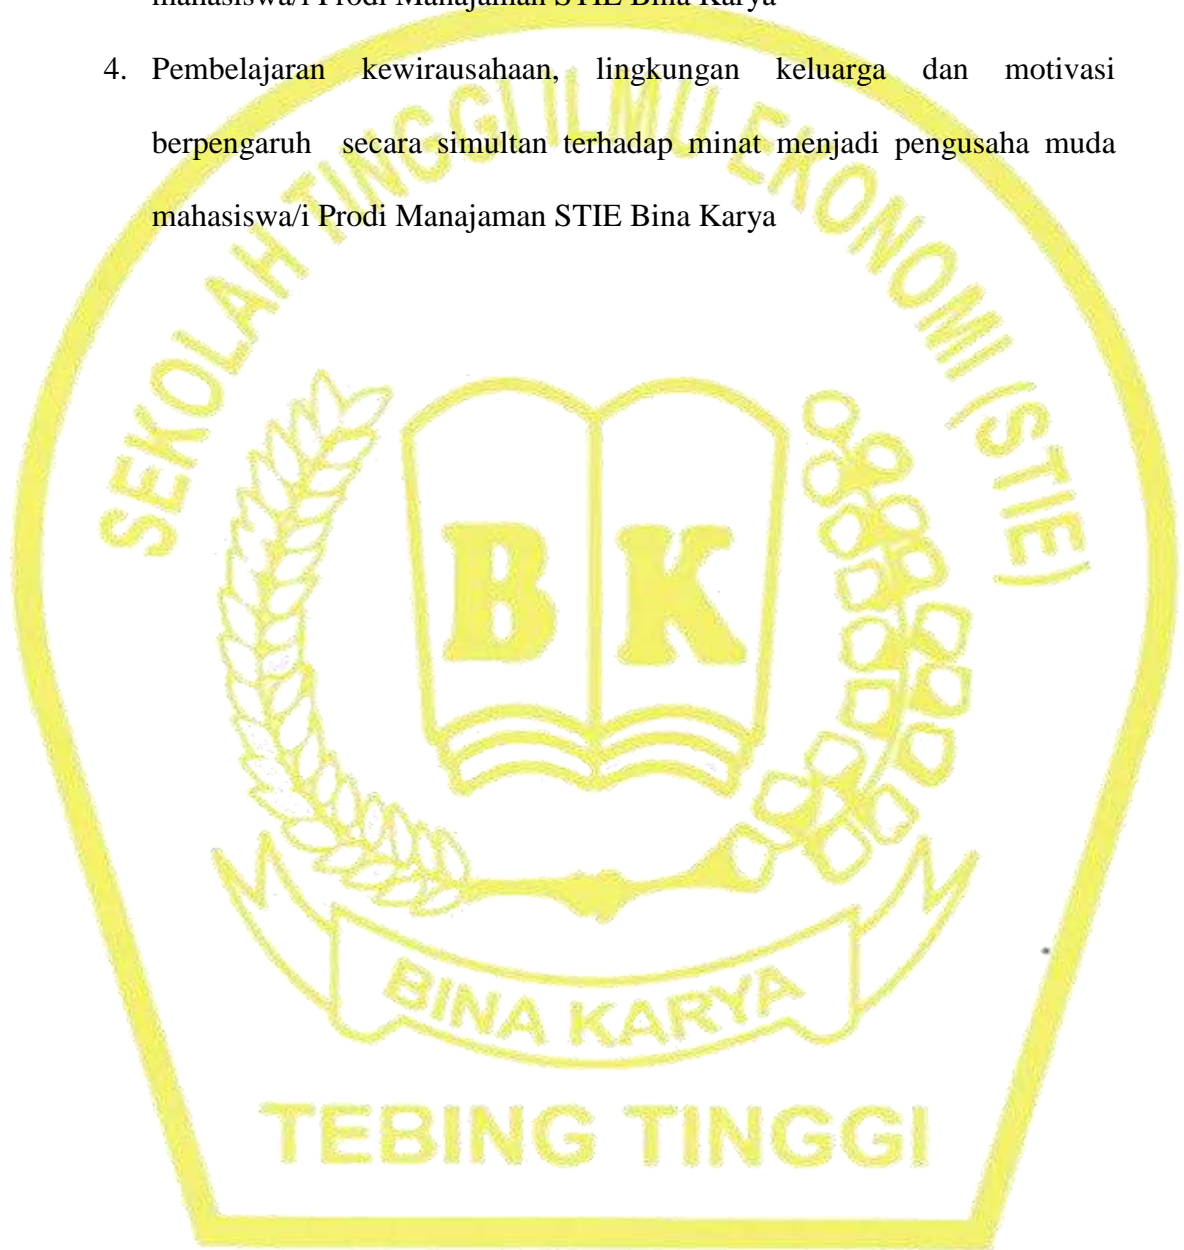 mahasiswa/i Prodi Manajaman STIE Bina Karya
4. Pembelajaran kewirausahaan, lingkungan keluarga dan motivasi
berpengaruh secara simultan terhadap minat menjadi pengusaha muda
mahasiswa/i Prodi Manajaman STIE Bina Karya
SEKOLAH TINGGI ILMU EKONOMI (STIE)
B K
BINA KARYA
TEBING TINGGI